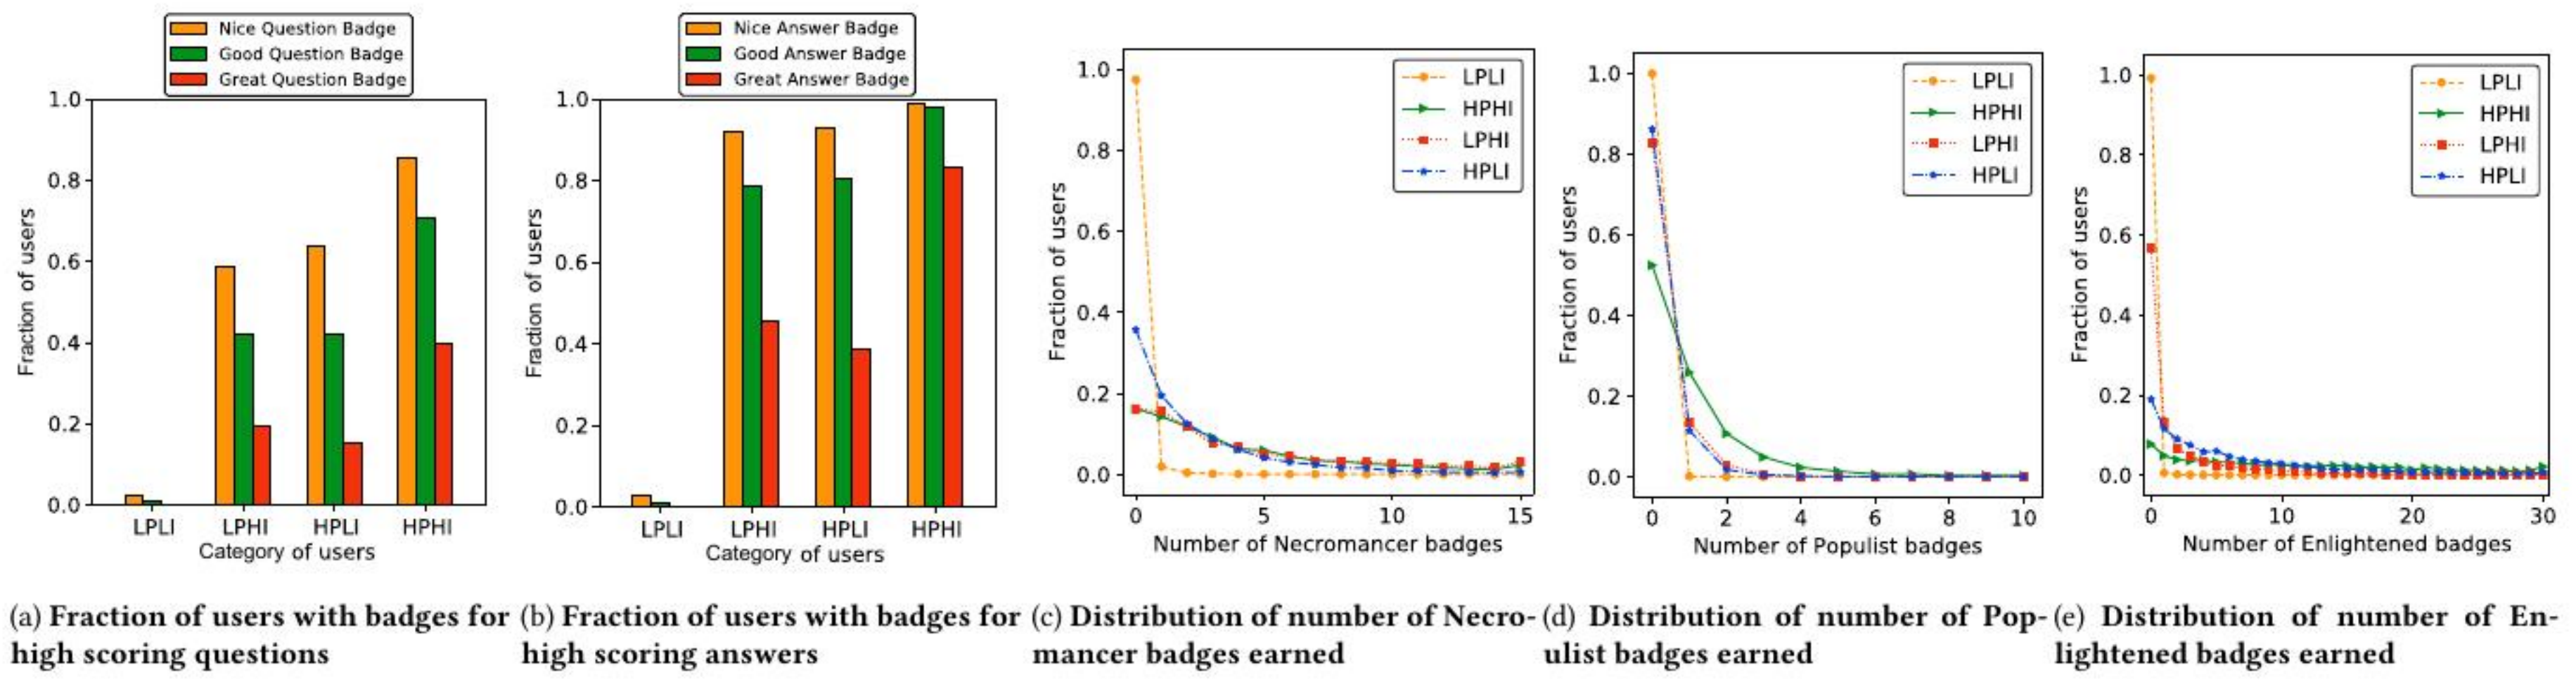 Nice Question Badge
Good Question Badge
Great Question Badge
1.0
0.8
0.6
0.4
0.2
0.0
Fraction of users
LPLI LPHI HPLI HPHI
Category of users
Nice Answer Badge
Good Answer Badge
Great Answer Badge
1.0
0.8
0.6
0.4
0.2
0.0
Fraction of users
LPLI LPHI HPLI HPHI
Category of users
LPLI
HPHI
LPHI
HPLI
1.0
0.8
0.6
0.4
0.2
0.0
Fraction of users
0 5 10 15
Number of Necromancer badges
LPLI
HPHI
LPHI
HPLI
1.0
0.8
0.6
0.4
0.2
0.0
Fraction of users
0 2 4 6 8 10
Number of Populist badges
LPLI
HPHI
LPHI
HPLI
1.0
0.8
0.6
0.4
0.2
0.0
Fraction of users
0 10 20 30
Number of Enlightened badges
(a) Fraction of users with badges for
high scoring questions
(b) Fraction of users with badges for
high scoring answers
(c) Distribution of number of Necro-
mancer badges earned
(d) Distribution of number of Pop-
ulist badges earned
(e) Distribution of number of En-
lightened badges earned